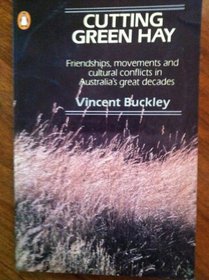 CUTTING
GREEN HAY
Friendships, movements and
cultural conflicts in
Australia's great decades
Vincent Buckley